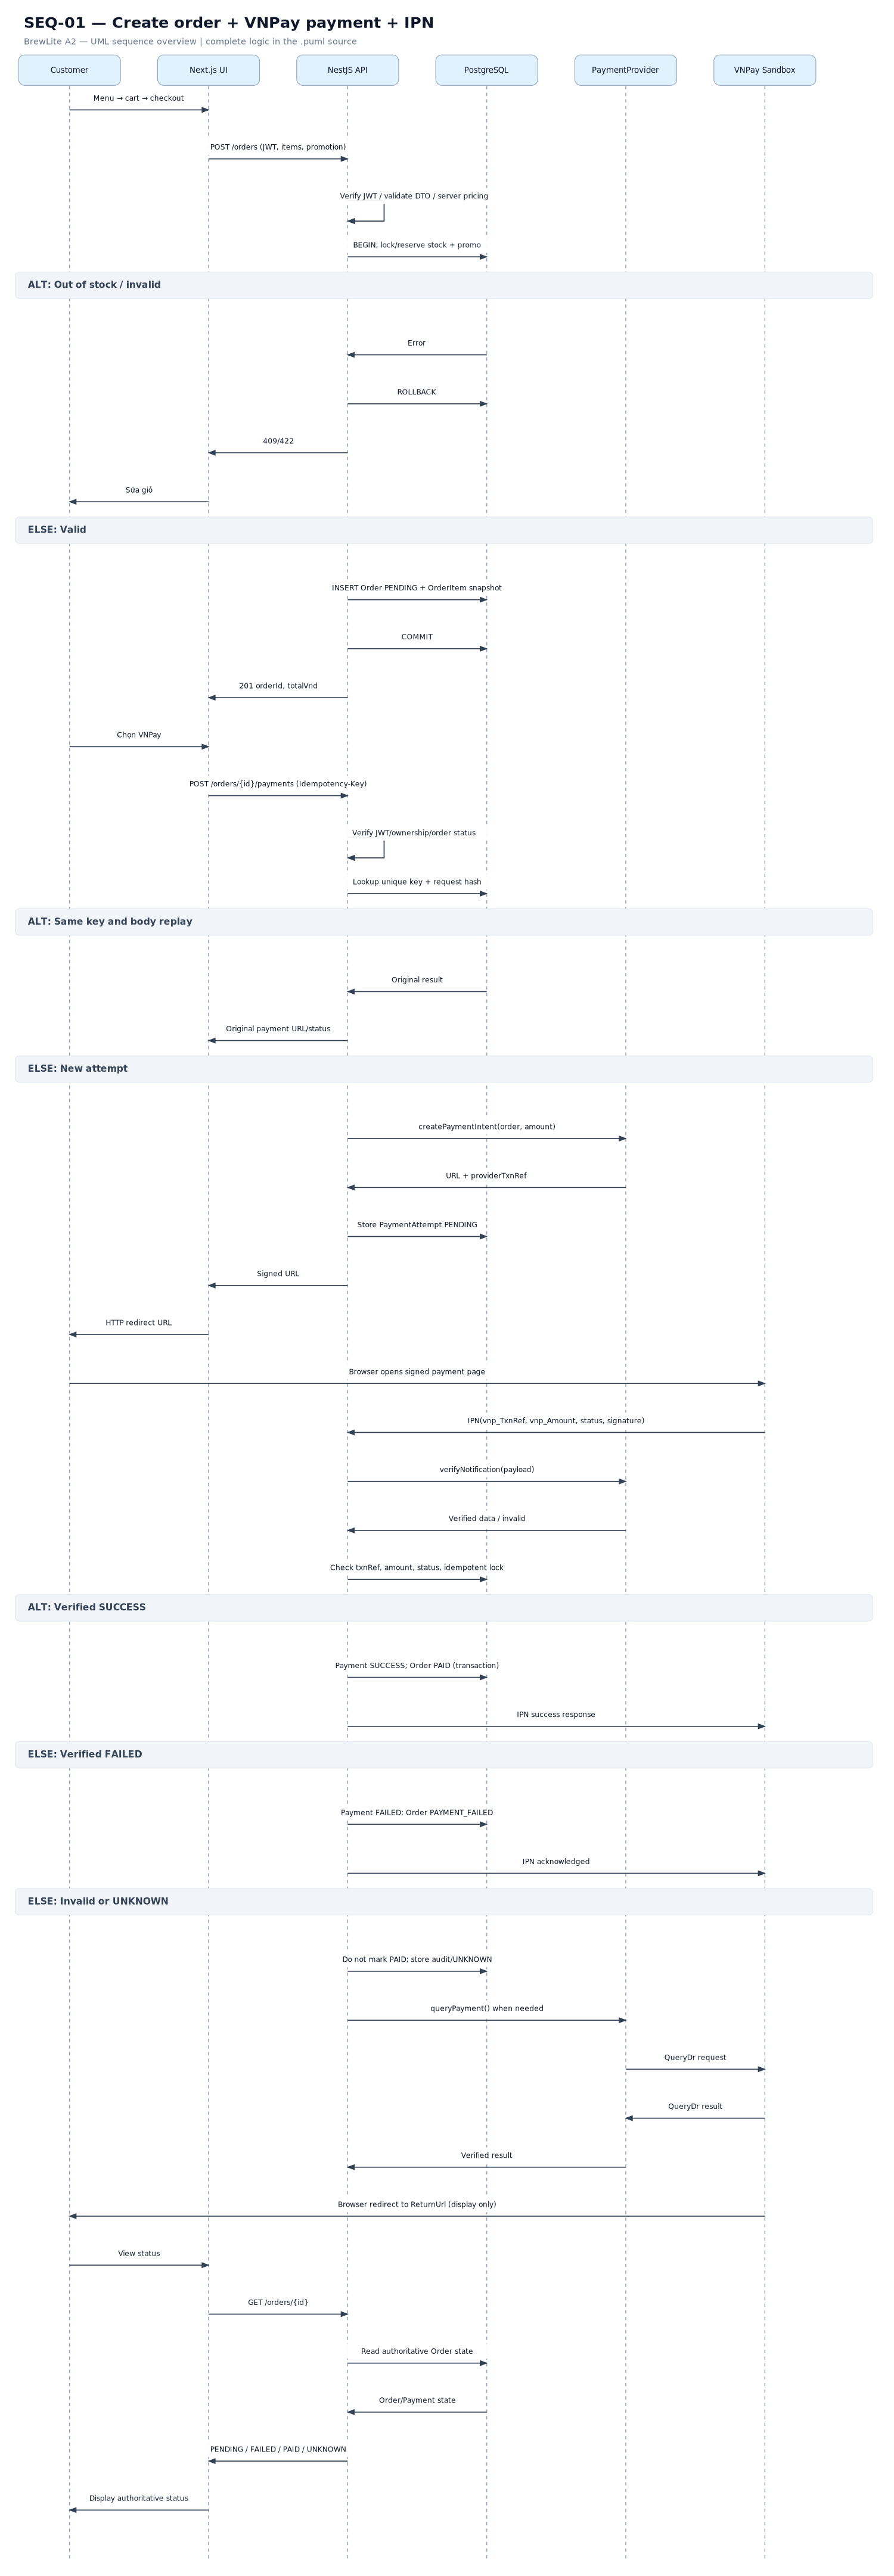 SEQ-01 — Create order + VNPay payment + IPN
BrewLite A2 — UML sequence overview | complete logic in the .puml source
Customer
Next.js UI
NestJS API
PostgreSQL
PaymentProvider
VNPay Sandbox
Menu → cart → checkout
POST /orders (JWT, items, promotion)
Verify JWT / validate DTO / server pricing
BEGIN; lock/reserve stock + promo
ALT: Out of stock / invalid
Error
ROLLBACK
409/422
Sửa giỏ
ELSE: Valid
INSERT Order PENDING + OrderItem snapshot
COMMIT
201 orderId, totalVnd
Chọn VNPay
POST /orders/{id}/payments (Idempotency-Key)
Verify JWT/ownership/order status
Lookup unique key + request hash
ALT: Same key and body replay
Original result
Original payment URL/status
ELSE: New attempt
createPaymentIntent(order, amount)
URL + providerTxnRef
Store PaymentAttempt PENDING
Signed URL
HTTP redirect URL
Browser opens signed payment page
IPN(vnp_TxnRef, vnp_Amount, status, signature)
verifyNotification(payload)
Verified data / invalid
Check txnRef, amount, status, idempotent lock
ALT: Verified SUCCESS
Payment SUCCESS; Order PAID (transaction)
IPN success response
ELSE: Verified FAILED
Payment FAILED; Order PAYMENT_FAILED
IPN acknowledged
ELSE: Invalid or UNKNOWN
Do not mark PAID; store audit/UNKNOWN
queryPayment() when needed
QueryDr request
QueryDr result
Verified result
Browser redirect to ReturnUrl (display only)
View status
GET /orders/{id}
Read authoritative Order state
Order/Payment state
PENDING / FAILED / PAID / UNKNOWN
Display authoritative status